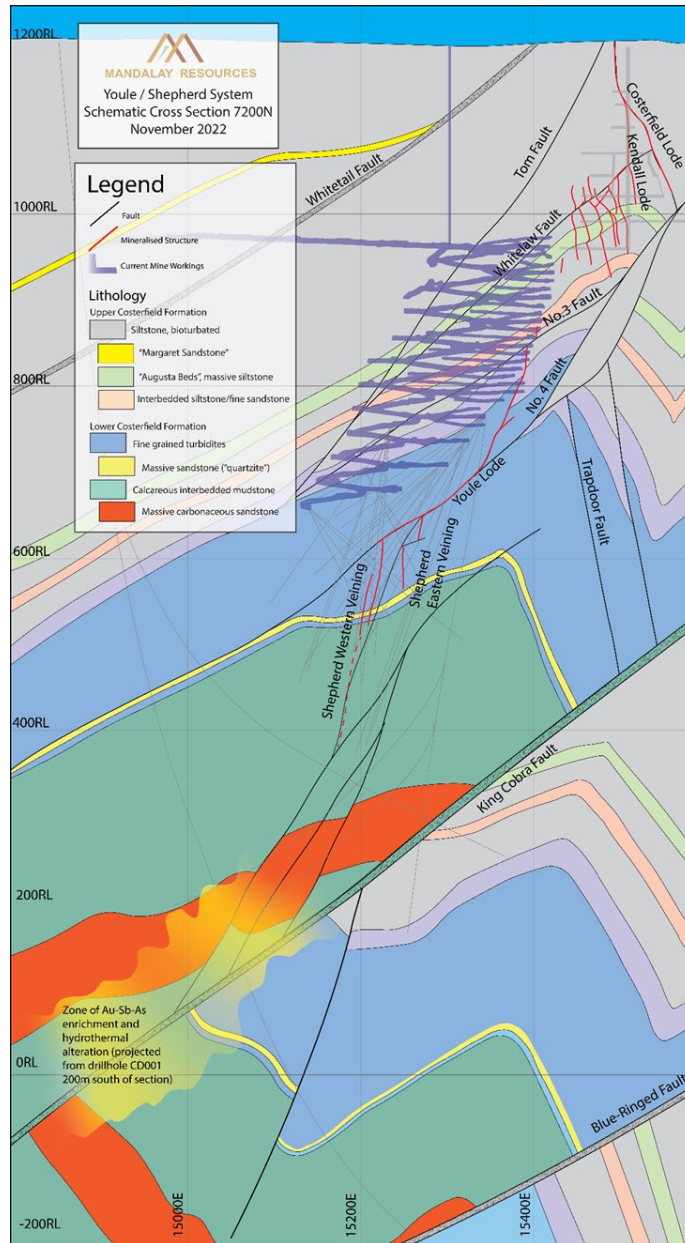 1200RL
MANDALAY RESOURCES
Youle / Shepherd System
Schematic Cross Section 7200N
November 2022
Legend
Fault
Mineralised Structure
Current Mine Workings
Lithology
Upper Costerfield Formation
Siltstone, bioturbated
"Margaret Sandstone"
"Augusta Beds", massive siltstone
Interbedded siltstone/fine sandstone
Lower Costerfield Formation
Fine grained turbidites
Massive sandstone ("quartzite")
Calcareous interbedded mudstone
Massive carbonaceous sandstone
Whitetail Fault
Tom Fault
Costerfield Lode
Kendall Lode
1000RL
Whitelaw Fault
No.3 Fault
800RL
No. 4 Fault
Youle Lode
Trapdoor Fault
600RL
Shepherd Western Veining
Shepherd
Eastern Veining
400RL
King Cobra Fault
200RL
Zone of Au-Sb-As
enrichment and
hydrothermal
alteration (projected
from drillhole CD001
200m south of section)
0RL
Blue-Ringed Fault
-200RL
15000E
15200E
15400E